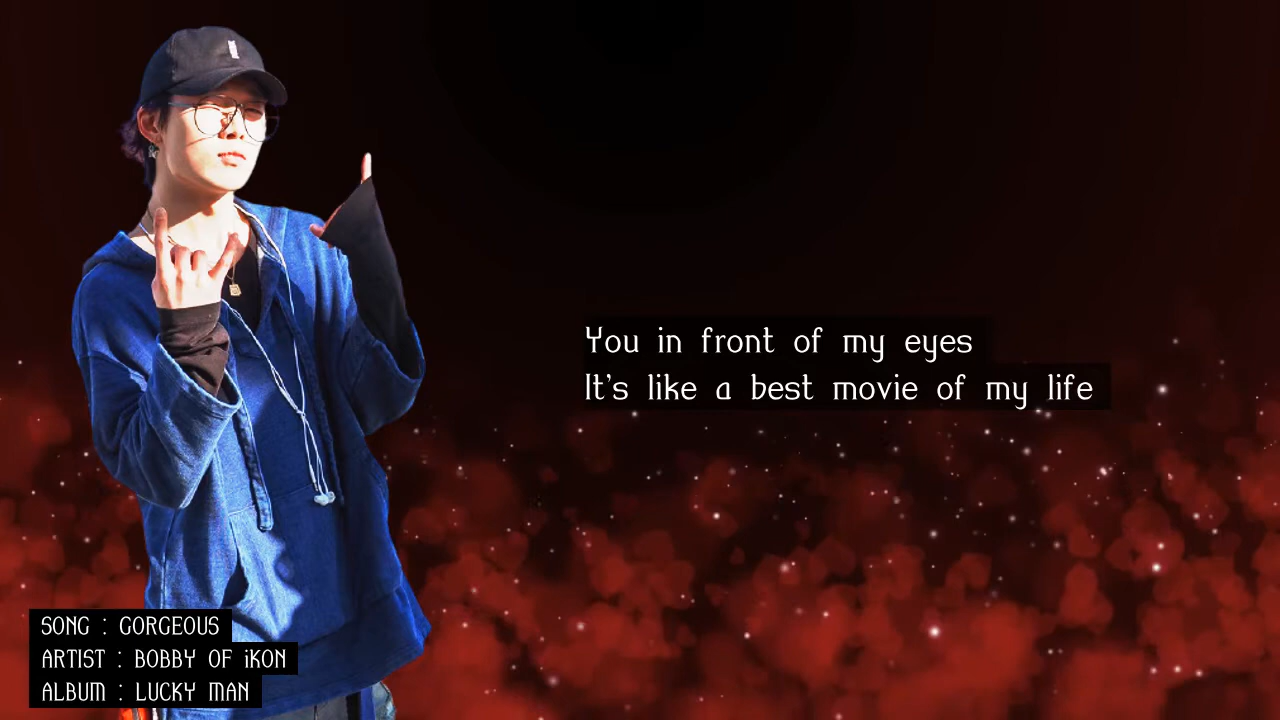 You in front of my eyes
It's like a best movie of my life
SONG : GORGEOUS
ARTIST : BOBBY OF iKON
ALBUM : LUCKY MAN